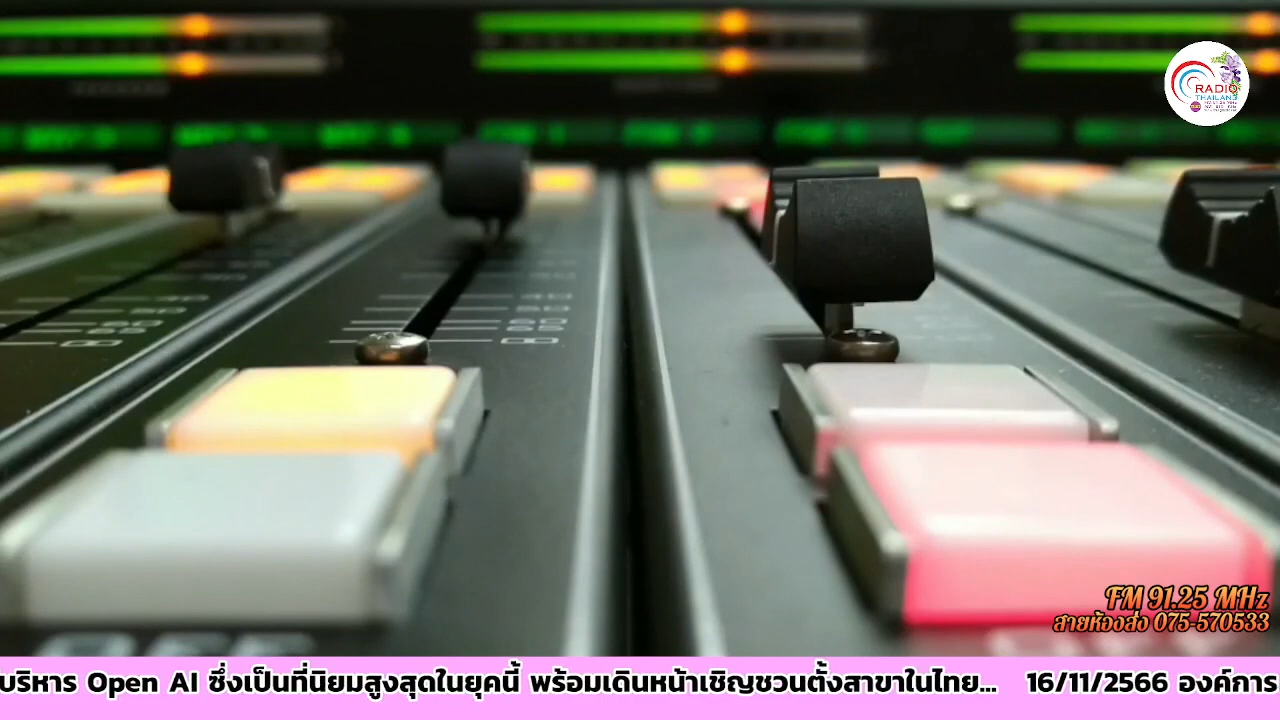 RADIO
THAILAND
FM 91.25 MHz
สายห้องส่ง 075-570533
บริหาร Open AI ซึ่งเป็นที่นิยมสูงสุดในยุคนี้ พร้อมเดินหน้าเชิญชวนตั้งสาขาในไทย... 16/11/2566 องค์การ